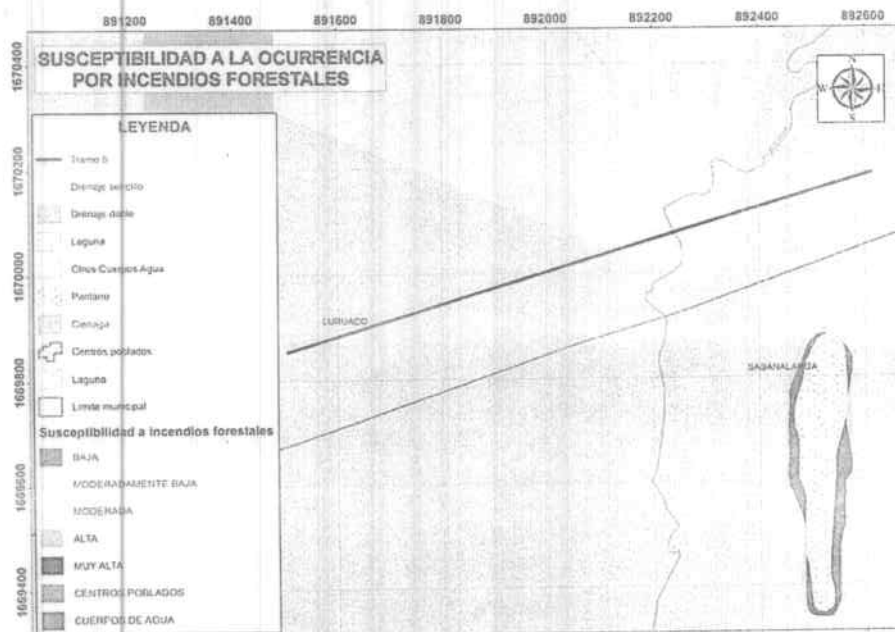 891200 891400 891600 891800 892000 892200 892400 892600
1670400
1670200
1670000
1669800
1669600
1669400
SUSCEPTIBILIDAD A LA OCURRENCIA
POR INCENDIOS FORESTALES
N
W
E
S
LEYENDA
Tramo 5
Drenaje sencillo
Drenaje doble
Laguna
Otros Cuerpos Agua
Pantano
Cienaga
Centros poblados
Laguna
Limite municipal
Susceptibilidad a incendios forestales
BAJA
MODERADAMENTE BAJA
MODERADA
ALTA
MUY ALTA
CENTROS POBLADOS
CUERPOS DE AGUA
LURUACO
SABANALARGA